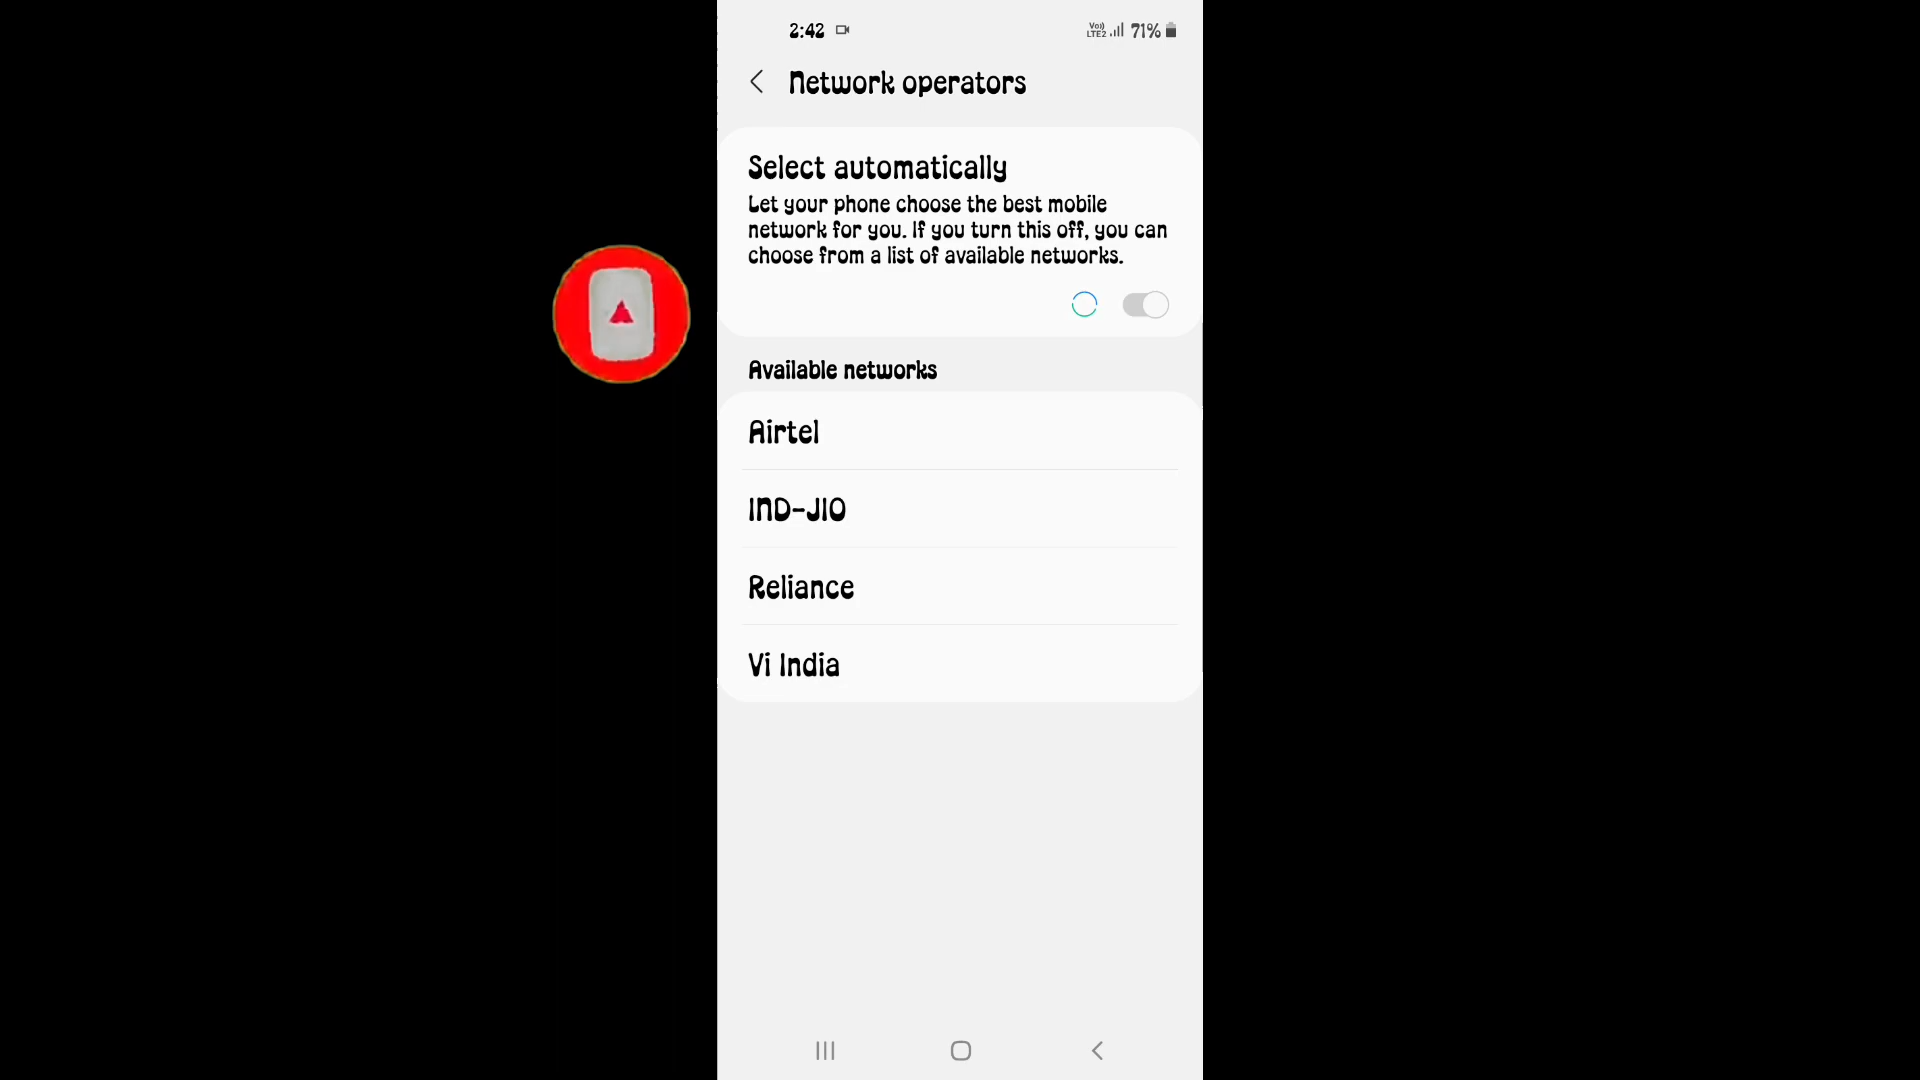 2:42
Vo)) LTE2 71%
Network operators
Select automatically
Let your phone choose the best mobile
network for you. If you turn this off, you can
choose from a list of available networks.
Available networks
Airtel
IND-JIO
Reliance
Vi India